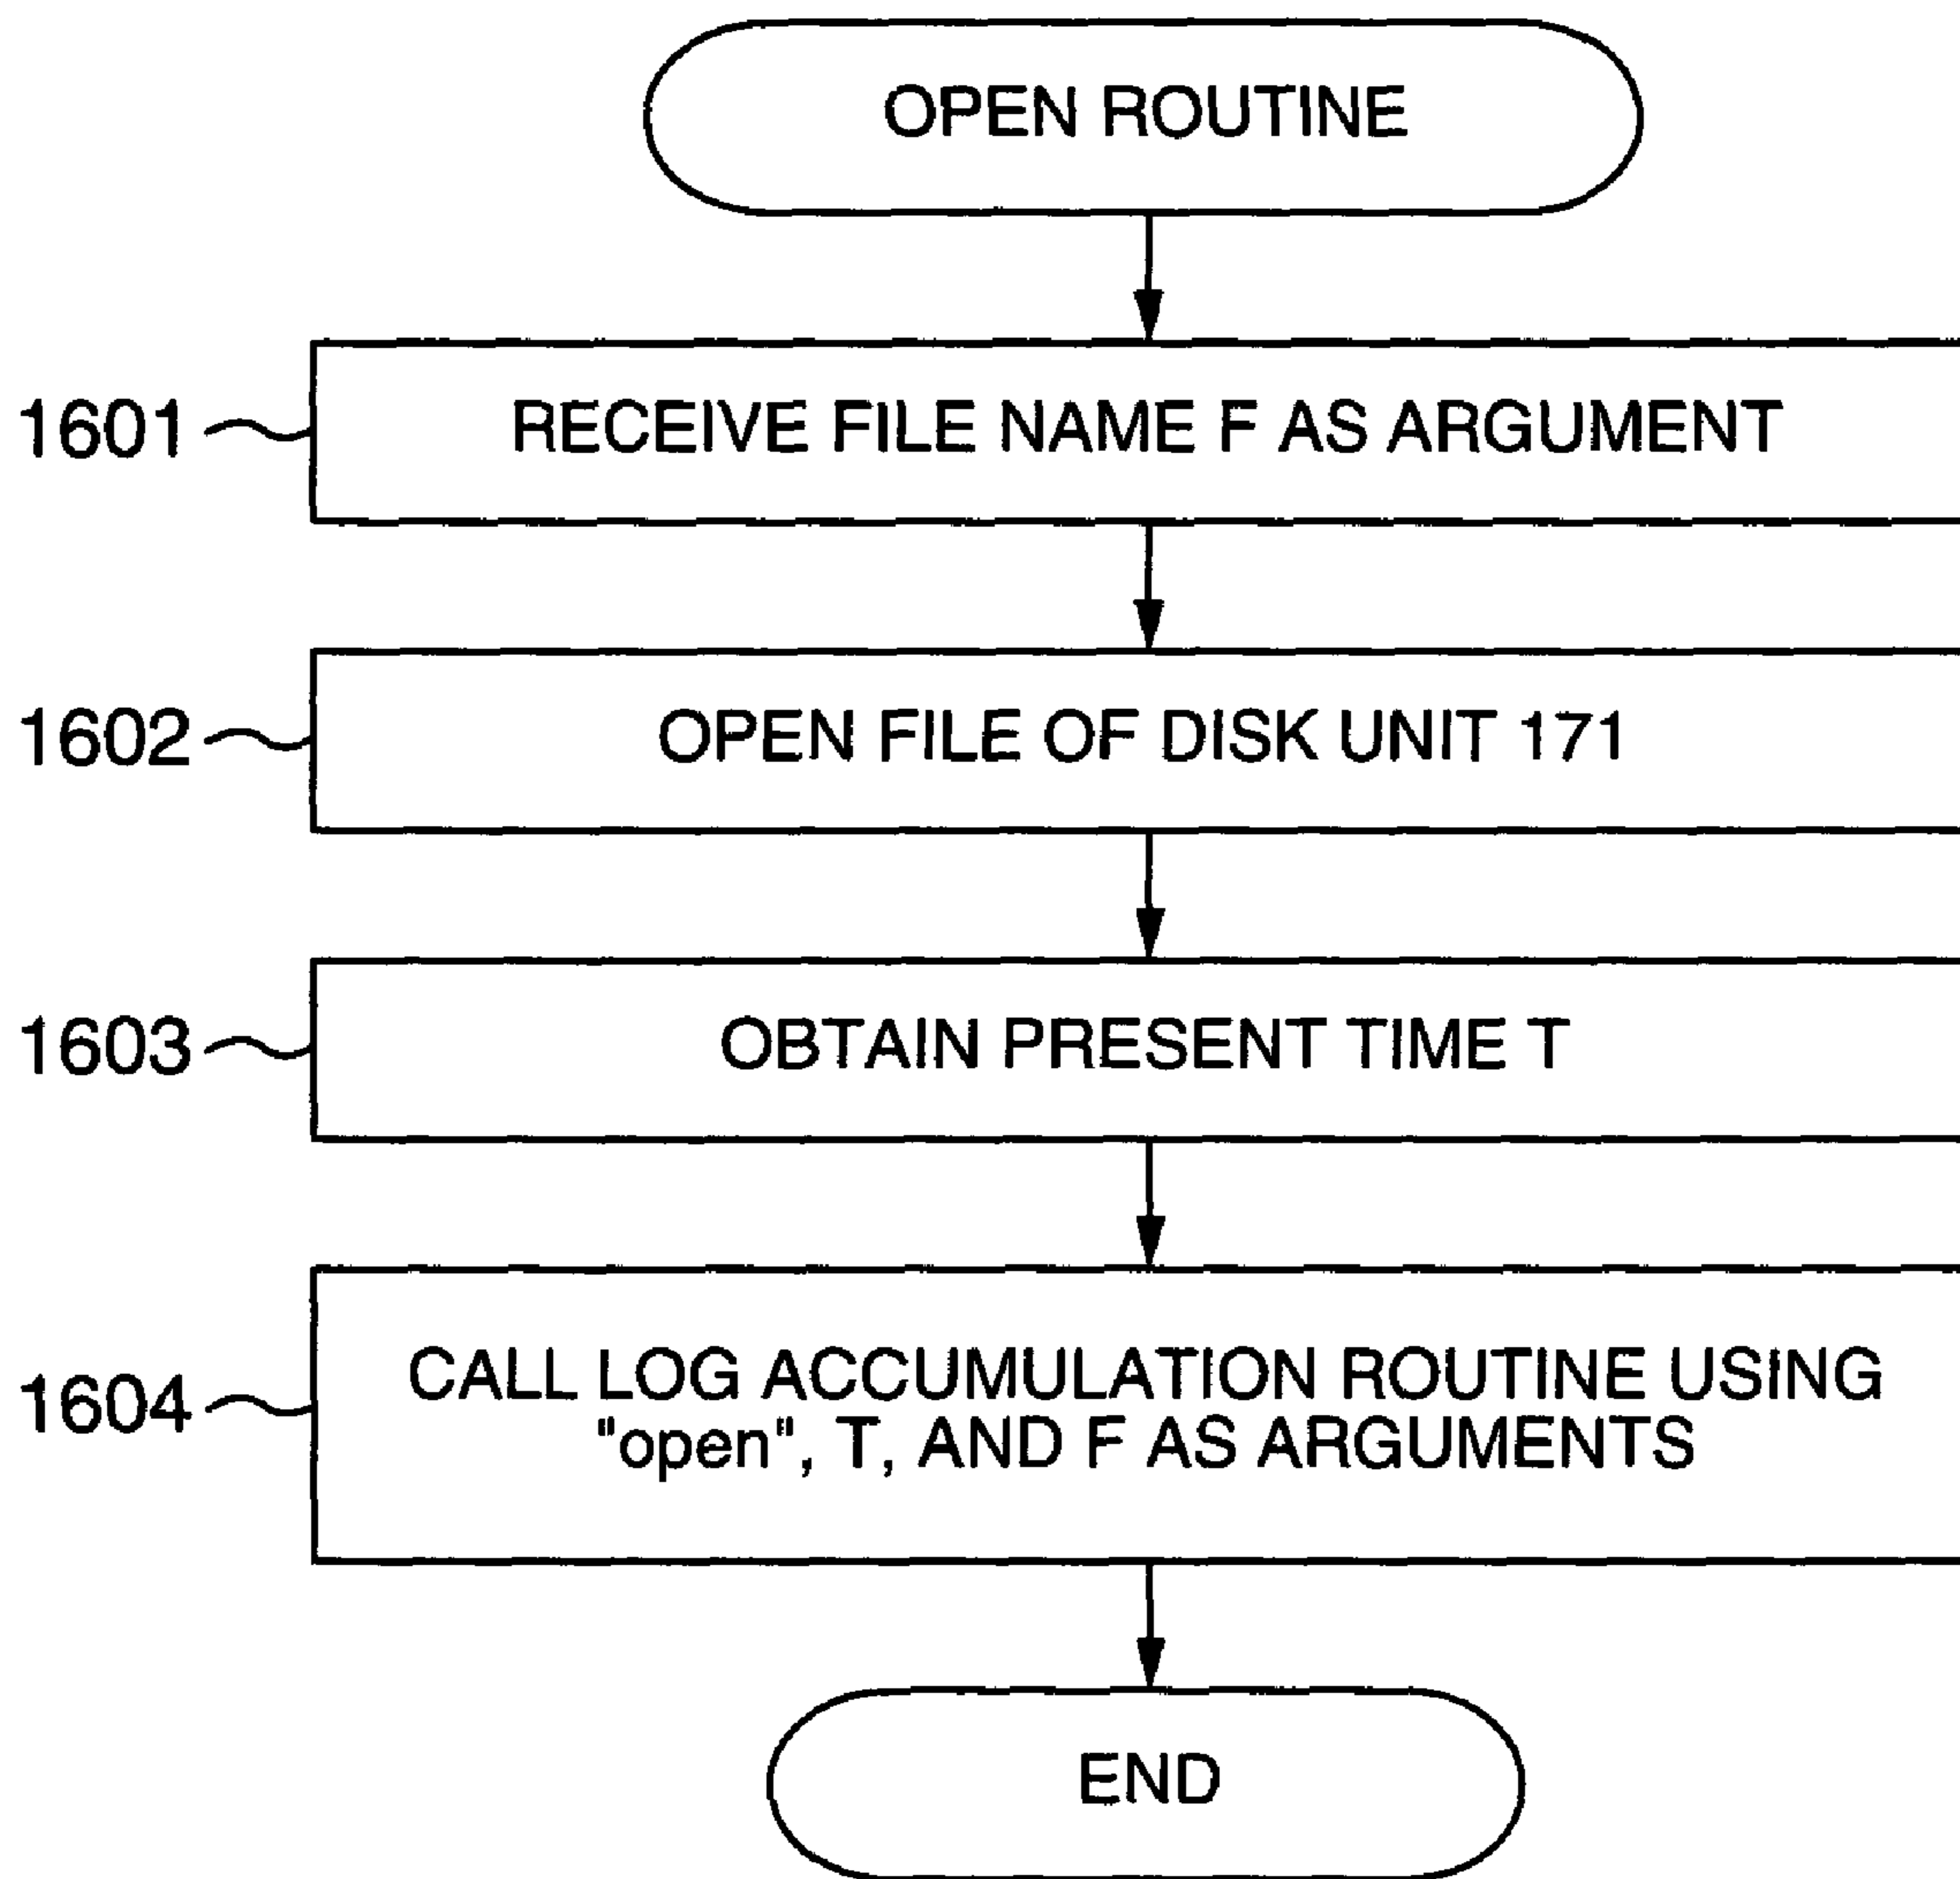 OPEN ROUTINE
1601
RECEIVE FILE NAME F AS ARGUMENT
1602
OPEN FILE OF DISK UNIT 171
1603
OBTAIN PRESENT TIME T
1604
CALL LOG ACCUMULATION ROUTINE USING
"open", T, AND F AS ARGUMENTS
END